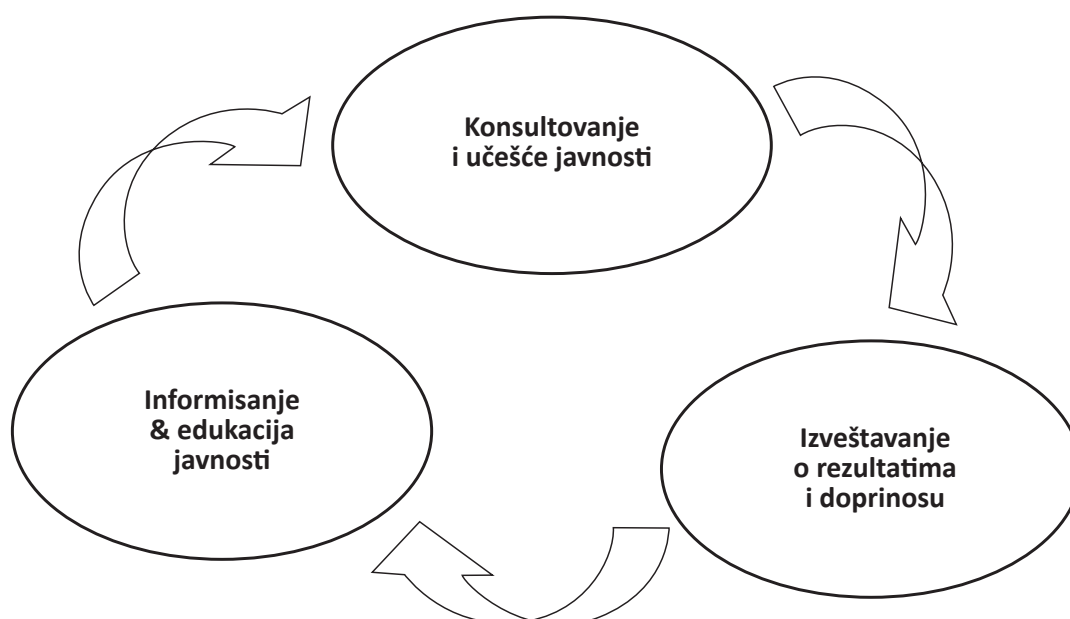 Konsultovanje
i učešće javnosti
Informisanje
& edukacija
javnosti
Izveštavanje
o rezultatima
i doprinosu